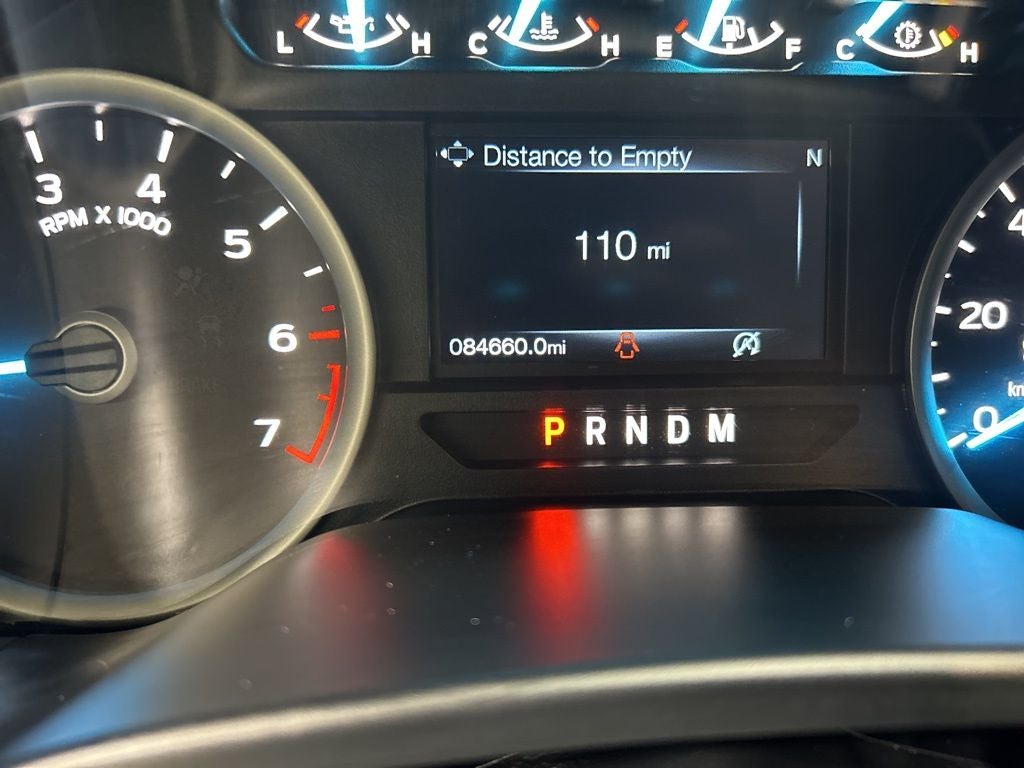 L H C H E F C H
Distance to Empty N
3 4 5 6 7
RPM X 1000
110 mi
084660.0mi
P R N D M
20
0